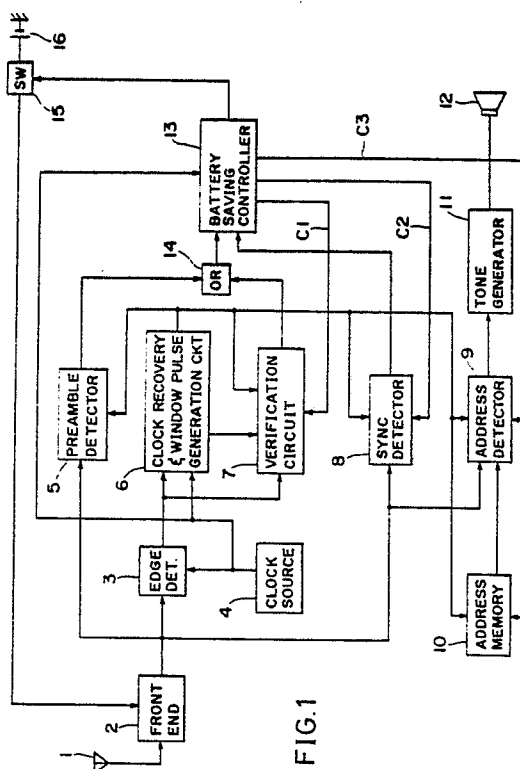 FIG.1
1
2
FRONT
END
3
EDGE
DET.
4
CLOCK
SOURCE
5
PREAMBLE
DETECTOR
6
CLOCK RECOVERY
& WINDOW PULSE
GENERATION CKT
7
VERIFICATION
CIRCUIT
8
SYNC
DETECTOR
9
ADDRESS
DETECTOR
10
ADDRESS
MEMORY
11
TONE
GENERATOR
12
13
BATTERY
SAVING
CONTROLLER
14
OR
15
SW
16
C1
C2
C3